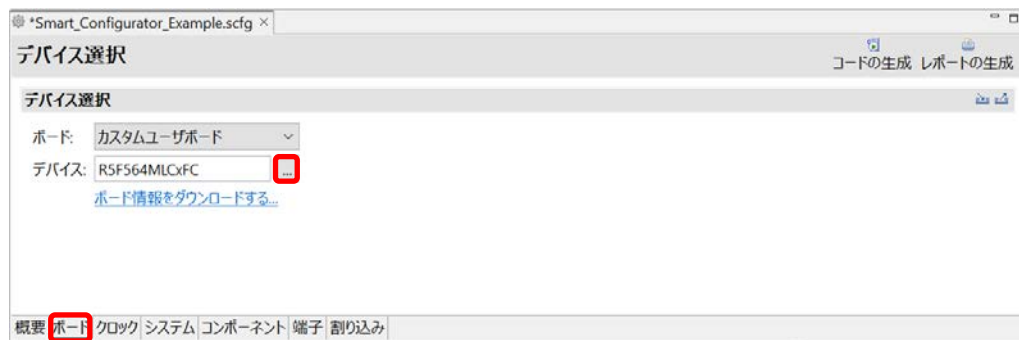 *Smart_Configurator_Example.scfg ×
デバイス選択
コードの生成 レポートの生成
デバイス選択
ボード: カスタムユーザボード
デバイス: R5F564MLCxFC ...
ボード情報をダウンロードする...
概要 ボード クロック システム コンポーネント 端子 割り込み